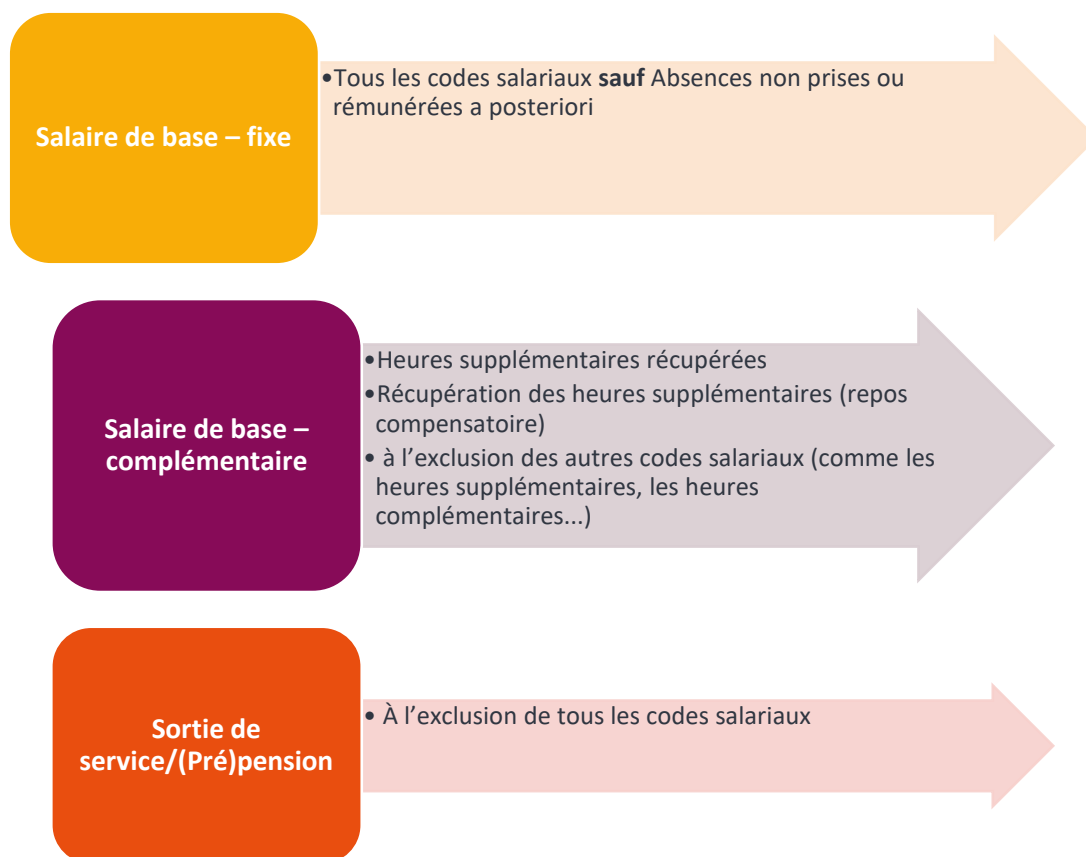 Salaire de base – fixe
•Tous les codes salariaux sauf Absences non prises ou
rémunérées a posteriori
Salaire de base –
complémentaire
•Heures supplémentaires récupérées
•Récupération des heures supplémentaires (repos
compensatoire)
• à l’exclusion des autres codes salariaux (comme les
heures supplémentaires, les heures
complémentaires...)
Sortie de
service/(Pré)pension
• À l’exclusion de tous les codes salariaux